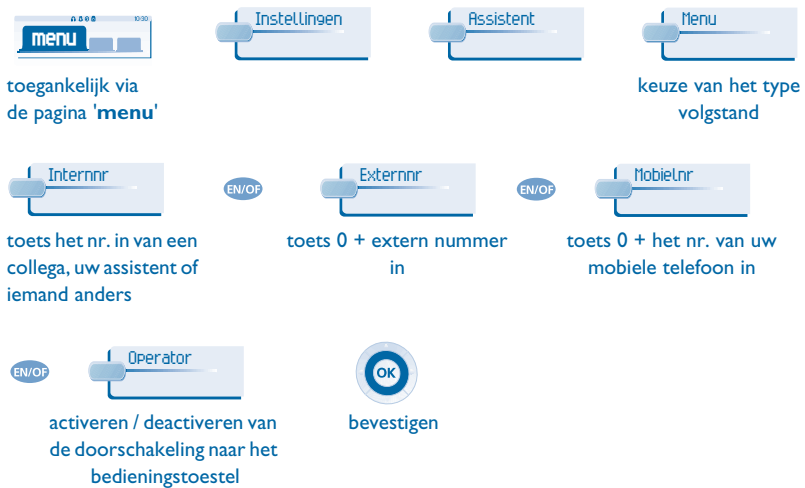 10:30
menu
Instellingen
Assistent
Menu
toegankelijk via
de pagina 'menu'
keuze van het type
volgstand
Internnr
EN/OF
Externnr
EN/OF
Mobielnr
toets het nr. in van een
collega, uw assistent of
iemand anders
toets 0 + extern nummer
in
toets 0 + het nr. van uw
mobiele telefoon in
EN/OF
Operator
OK
activeren / deactiveren van
de doorschakeling naar het
bedieningstoestel
bevestigen